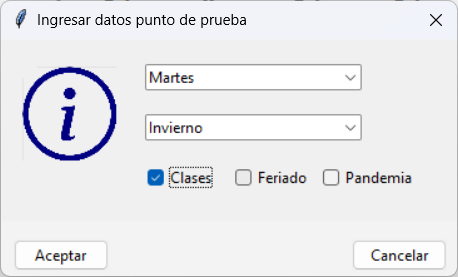 Ingresar datos punto de prueba
Martes
Invierno
Clases Feriado Pandemia
Aceptar Cancelar